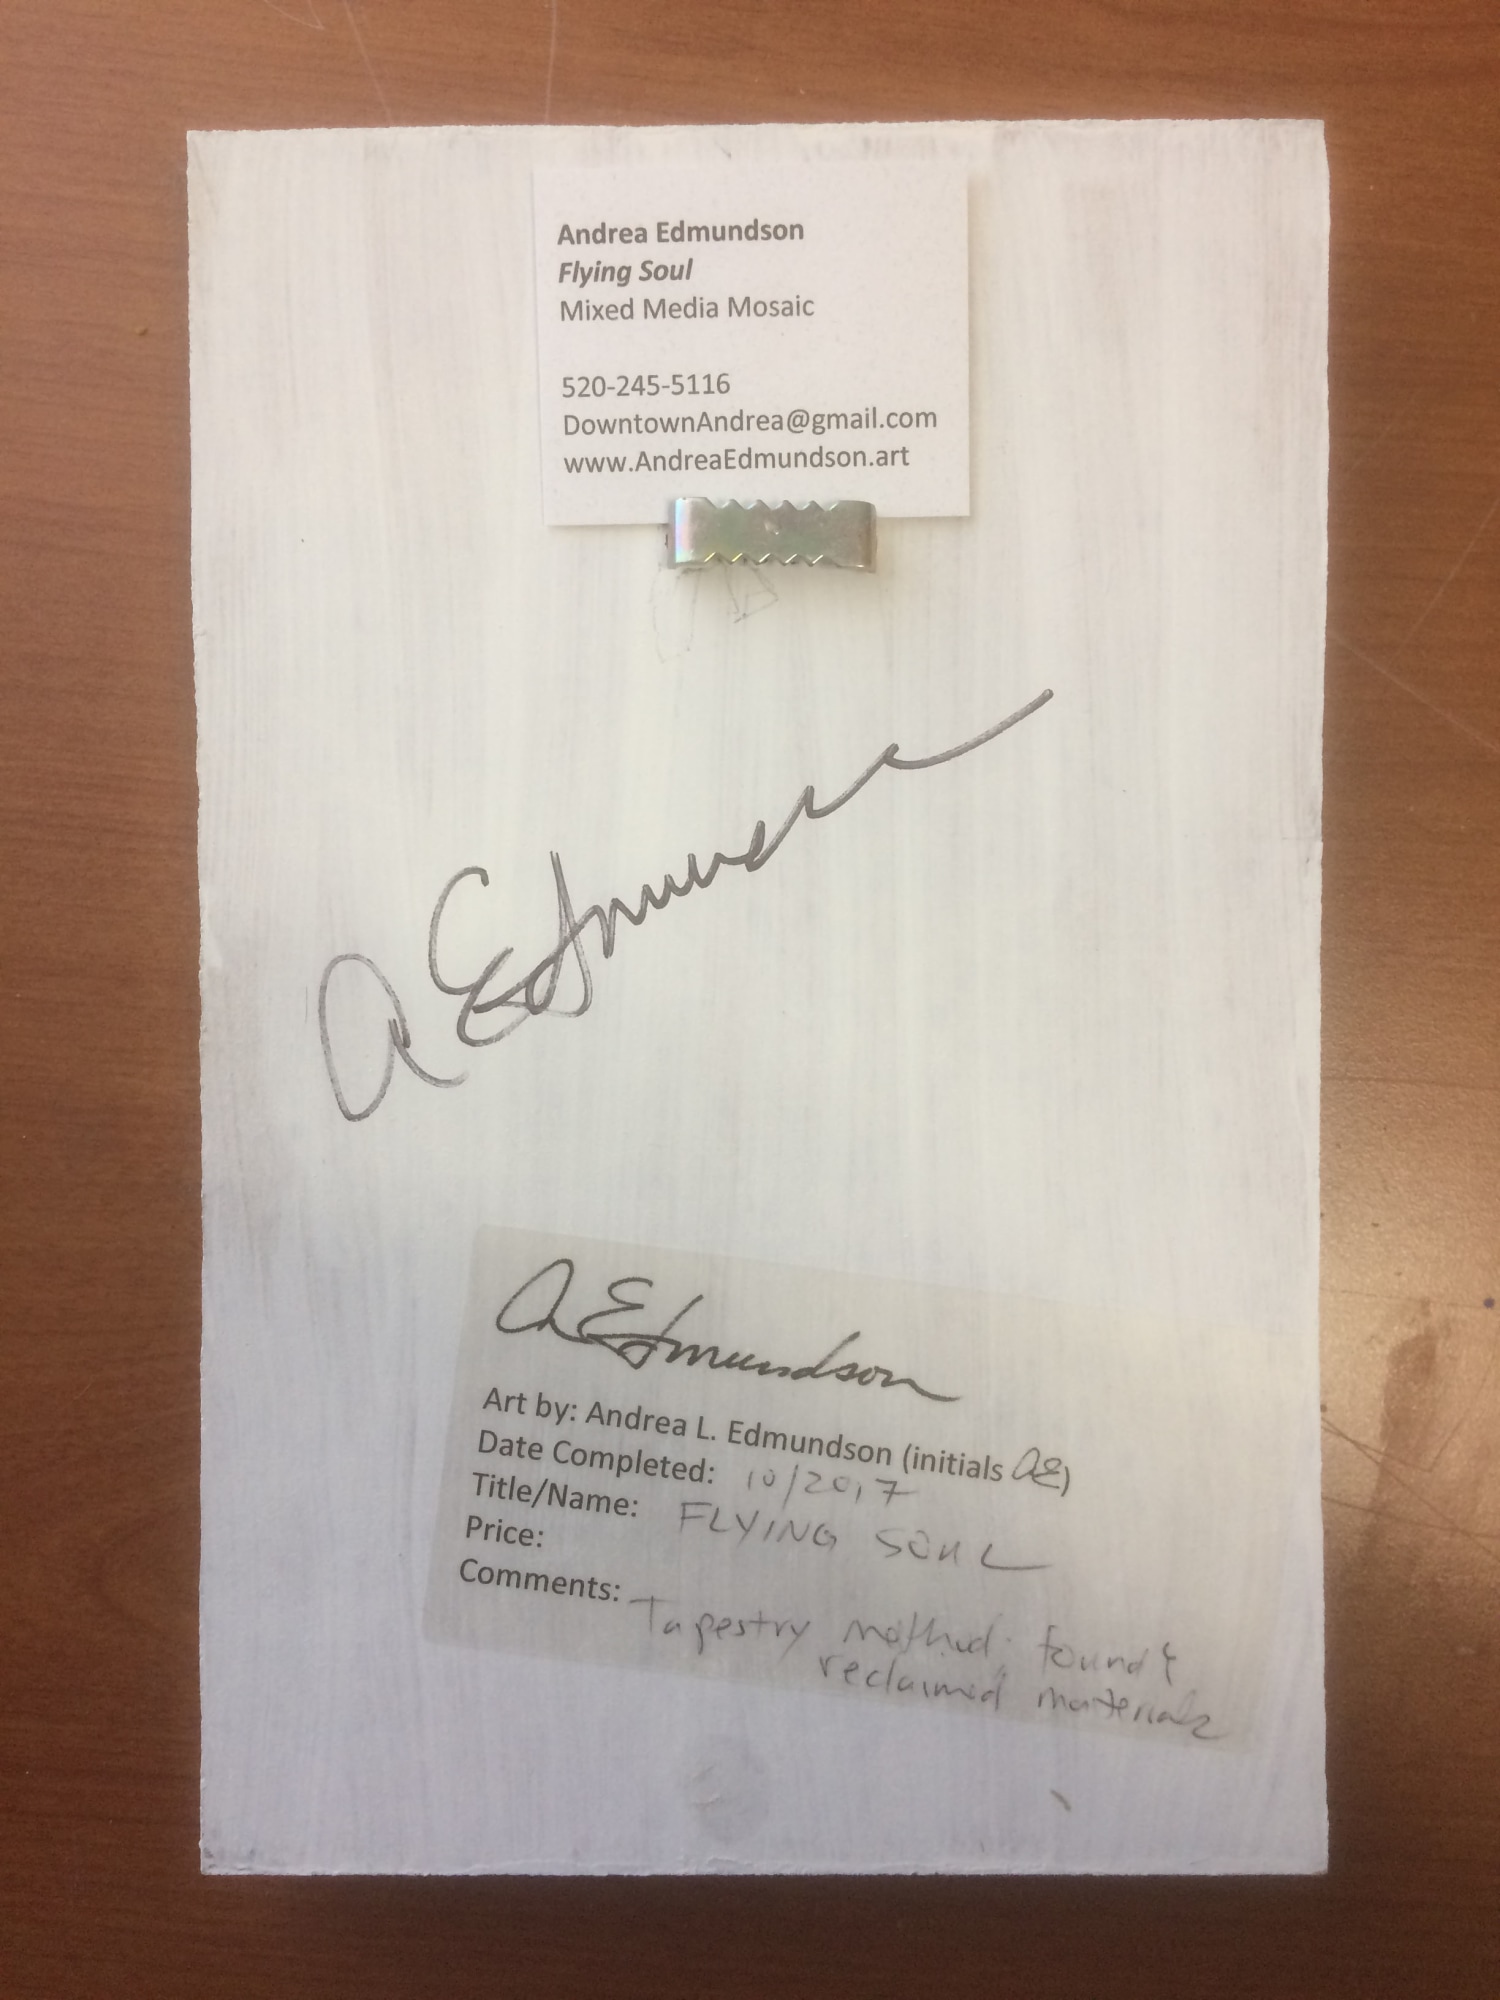 Andrea Edmundson
Flying Soul
Mixed Media Mosaic
520-245-5116
DowntownAndrea@gmail.com
www.AndreaEdmundson.art
A Edmundson
A Edmundson
Art by: Andrea L. Edmundson (initials AE)
Date Completed: 10/2017
Title/Name: FLYING SOUL
Price:
Comments: Tapestry method; found &
reclaimed materials